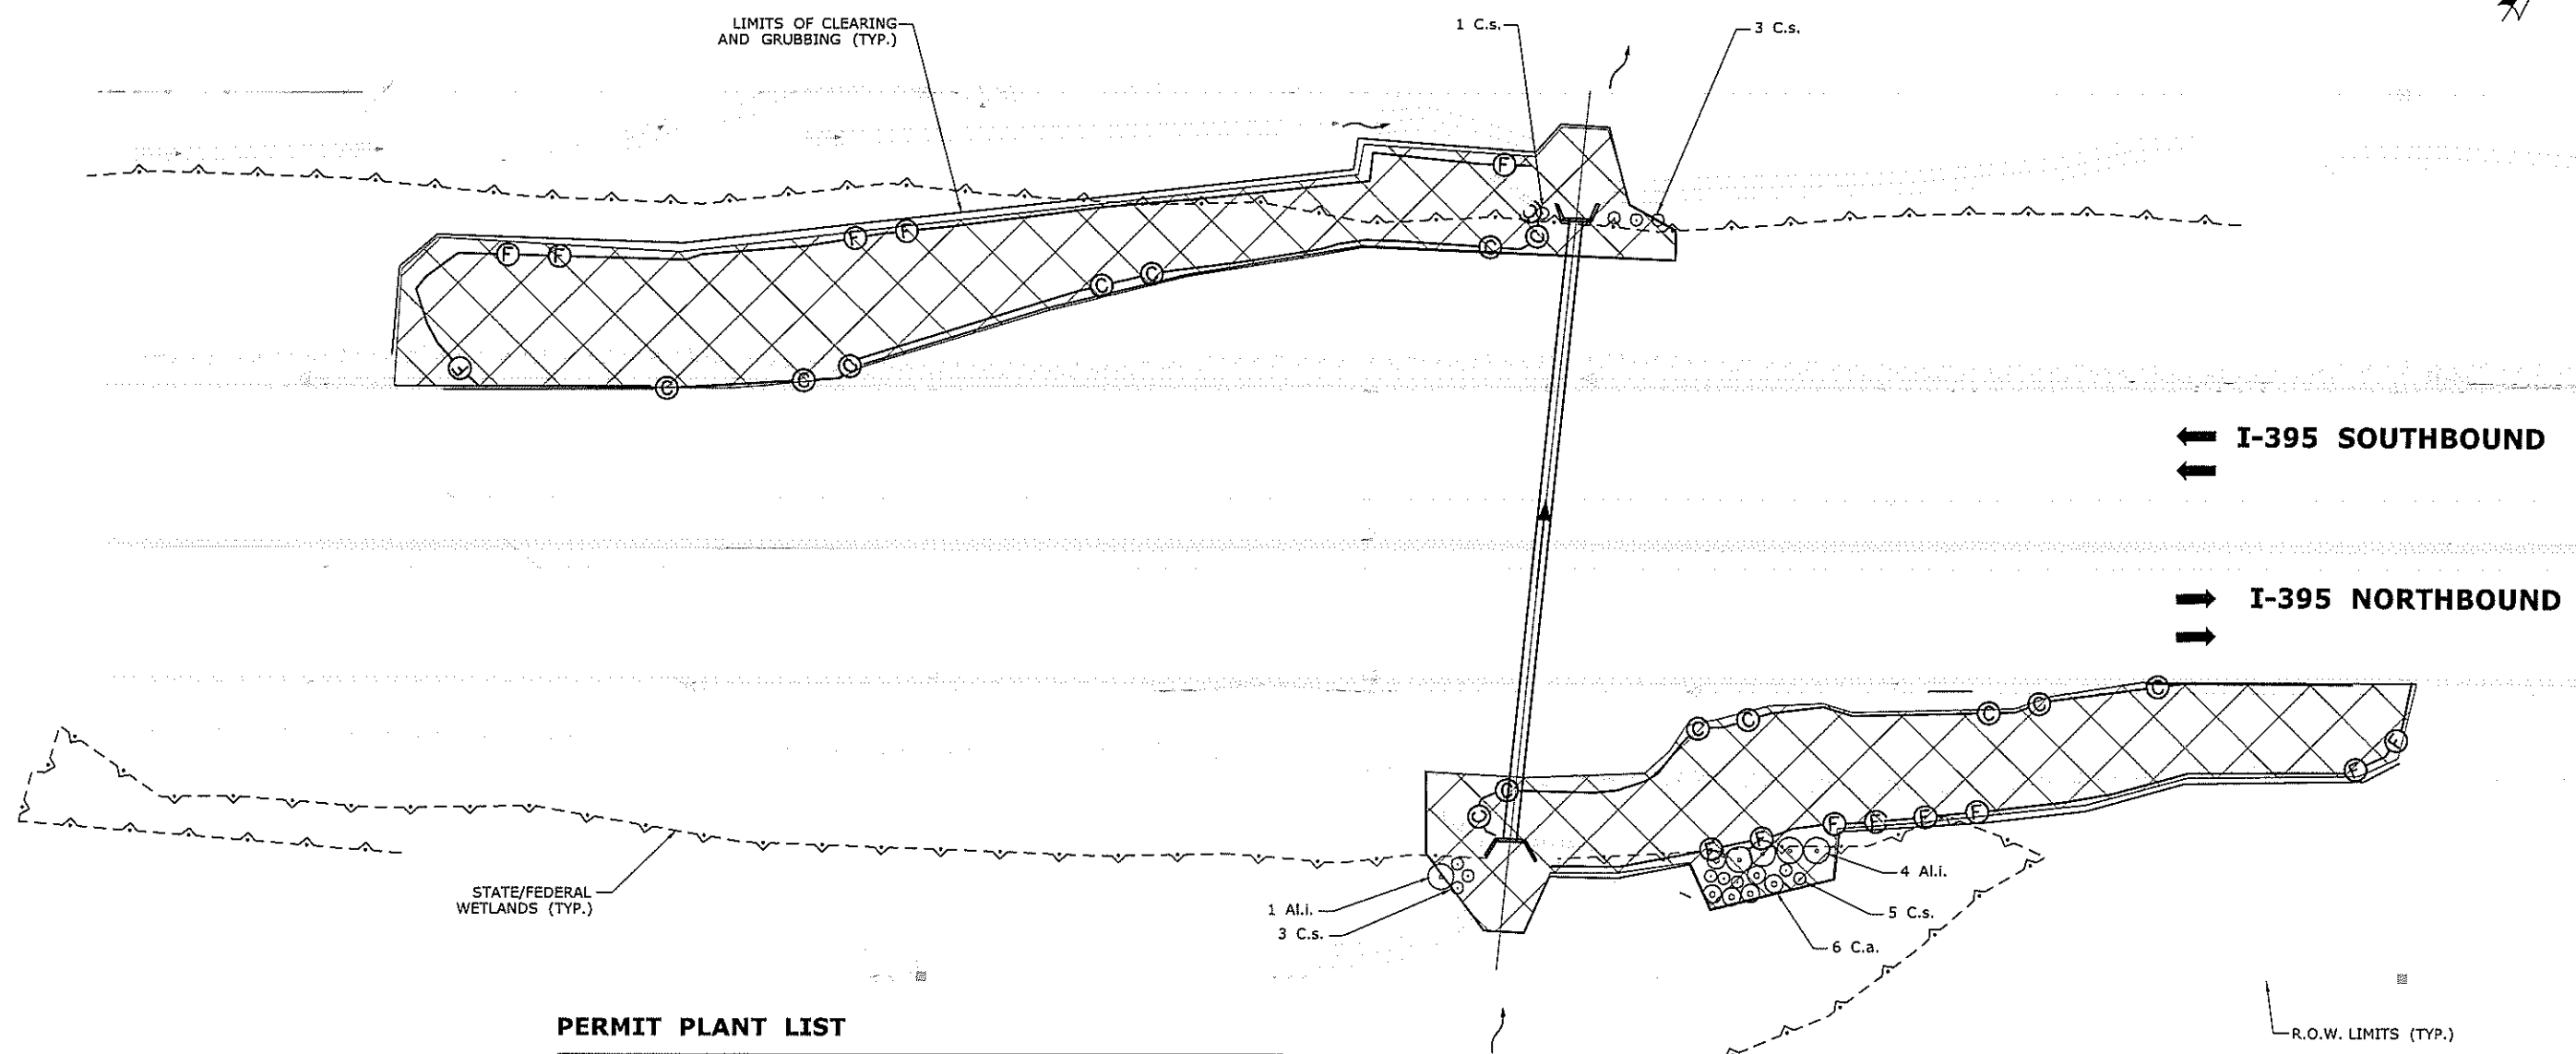 LIMITS OF CLEARING
AND GRUBBING (TYP.)
1 C.s.
3 C.s.
F
F
F
F
F
F
C
C
C
C
C
C
C
I-395 SOUTHBOUND
I-395 NORTHBOUND
C
C
C
C
C
C
C
F
F
F
F
F
F
F
F
STATE/FEDERAL
WETLANDS (TYP.)
1 Al.i.
3 C.s.
4 Al.i.
5 C.s.
6 C.a.
PERMIT PLANT LIST
R.O.W. LIMITS (TYP.)